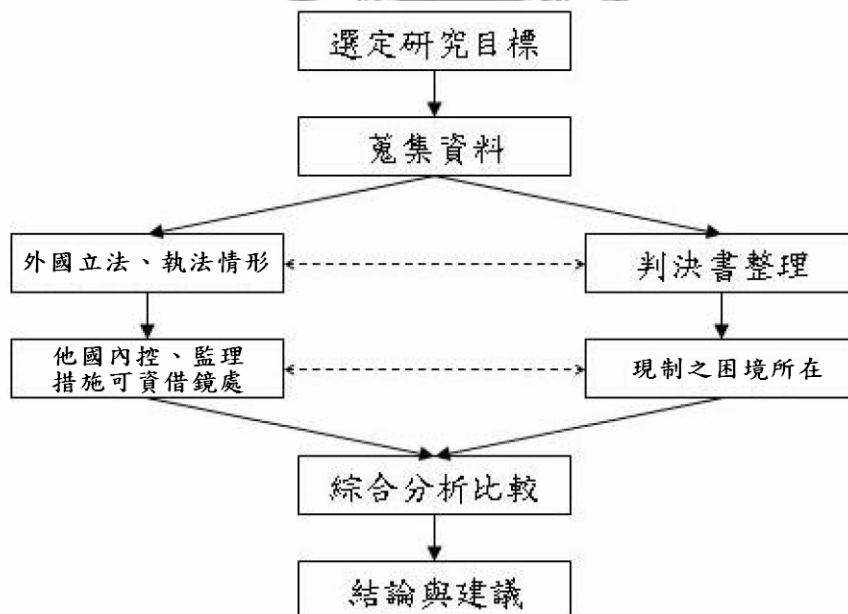 選定研究目標
蒐集資料
外國立法、執法情形
判決書整理
他國內控、監理
措施可資借鏡處
現制之困境所在
綜合分析比較
結論與建議